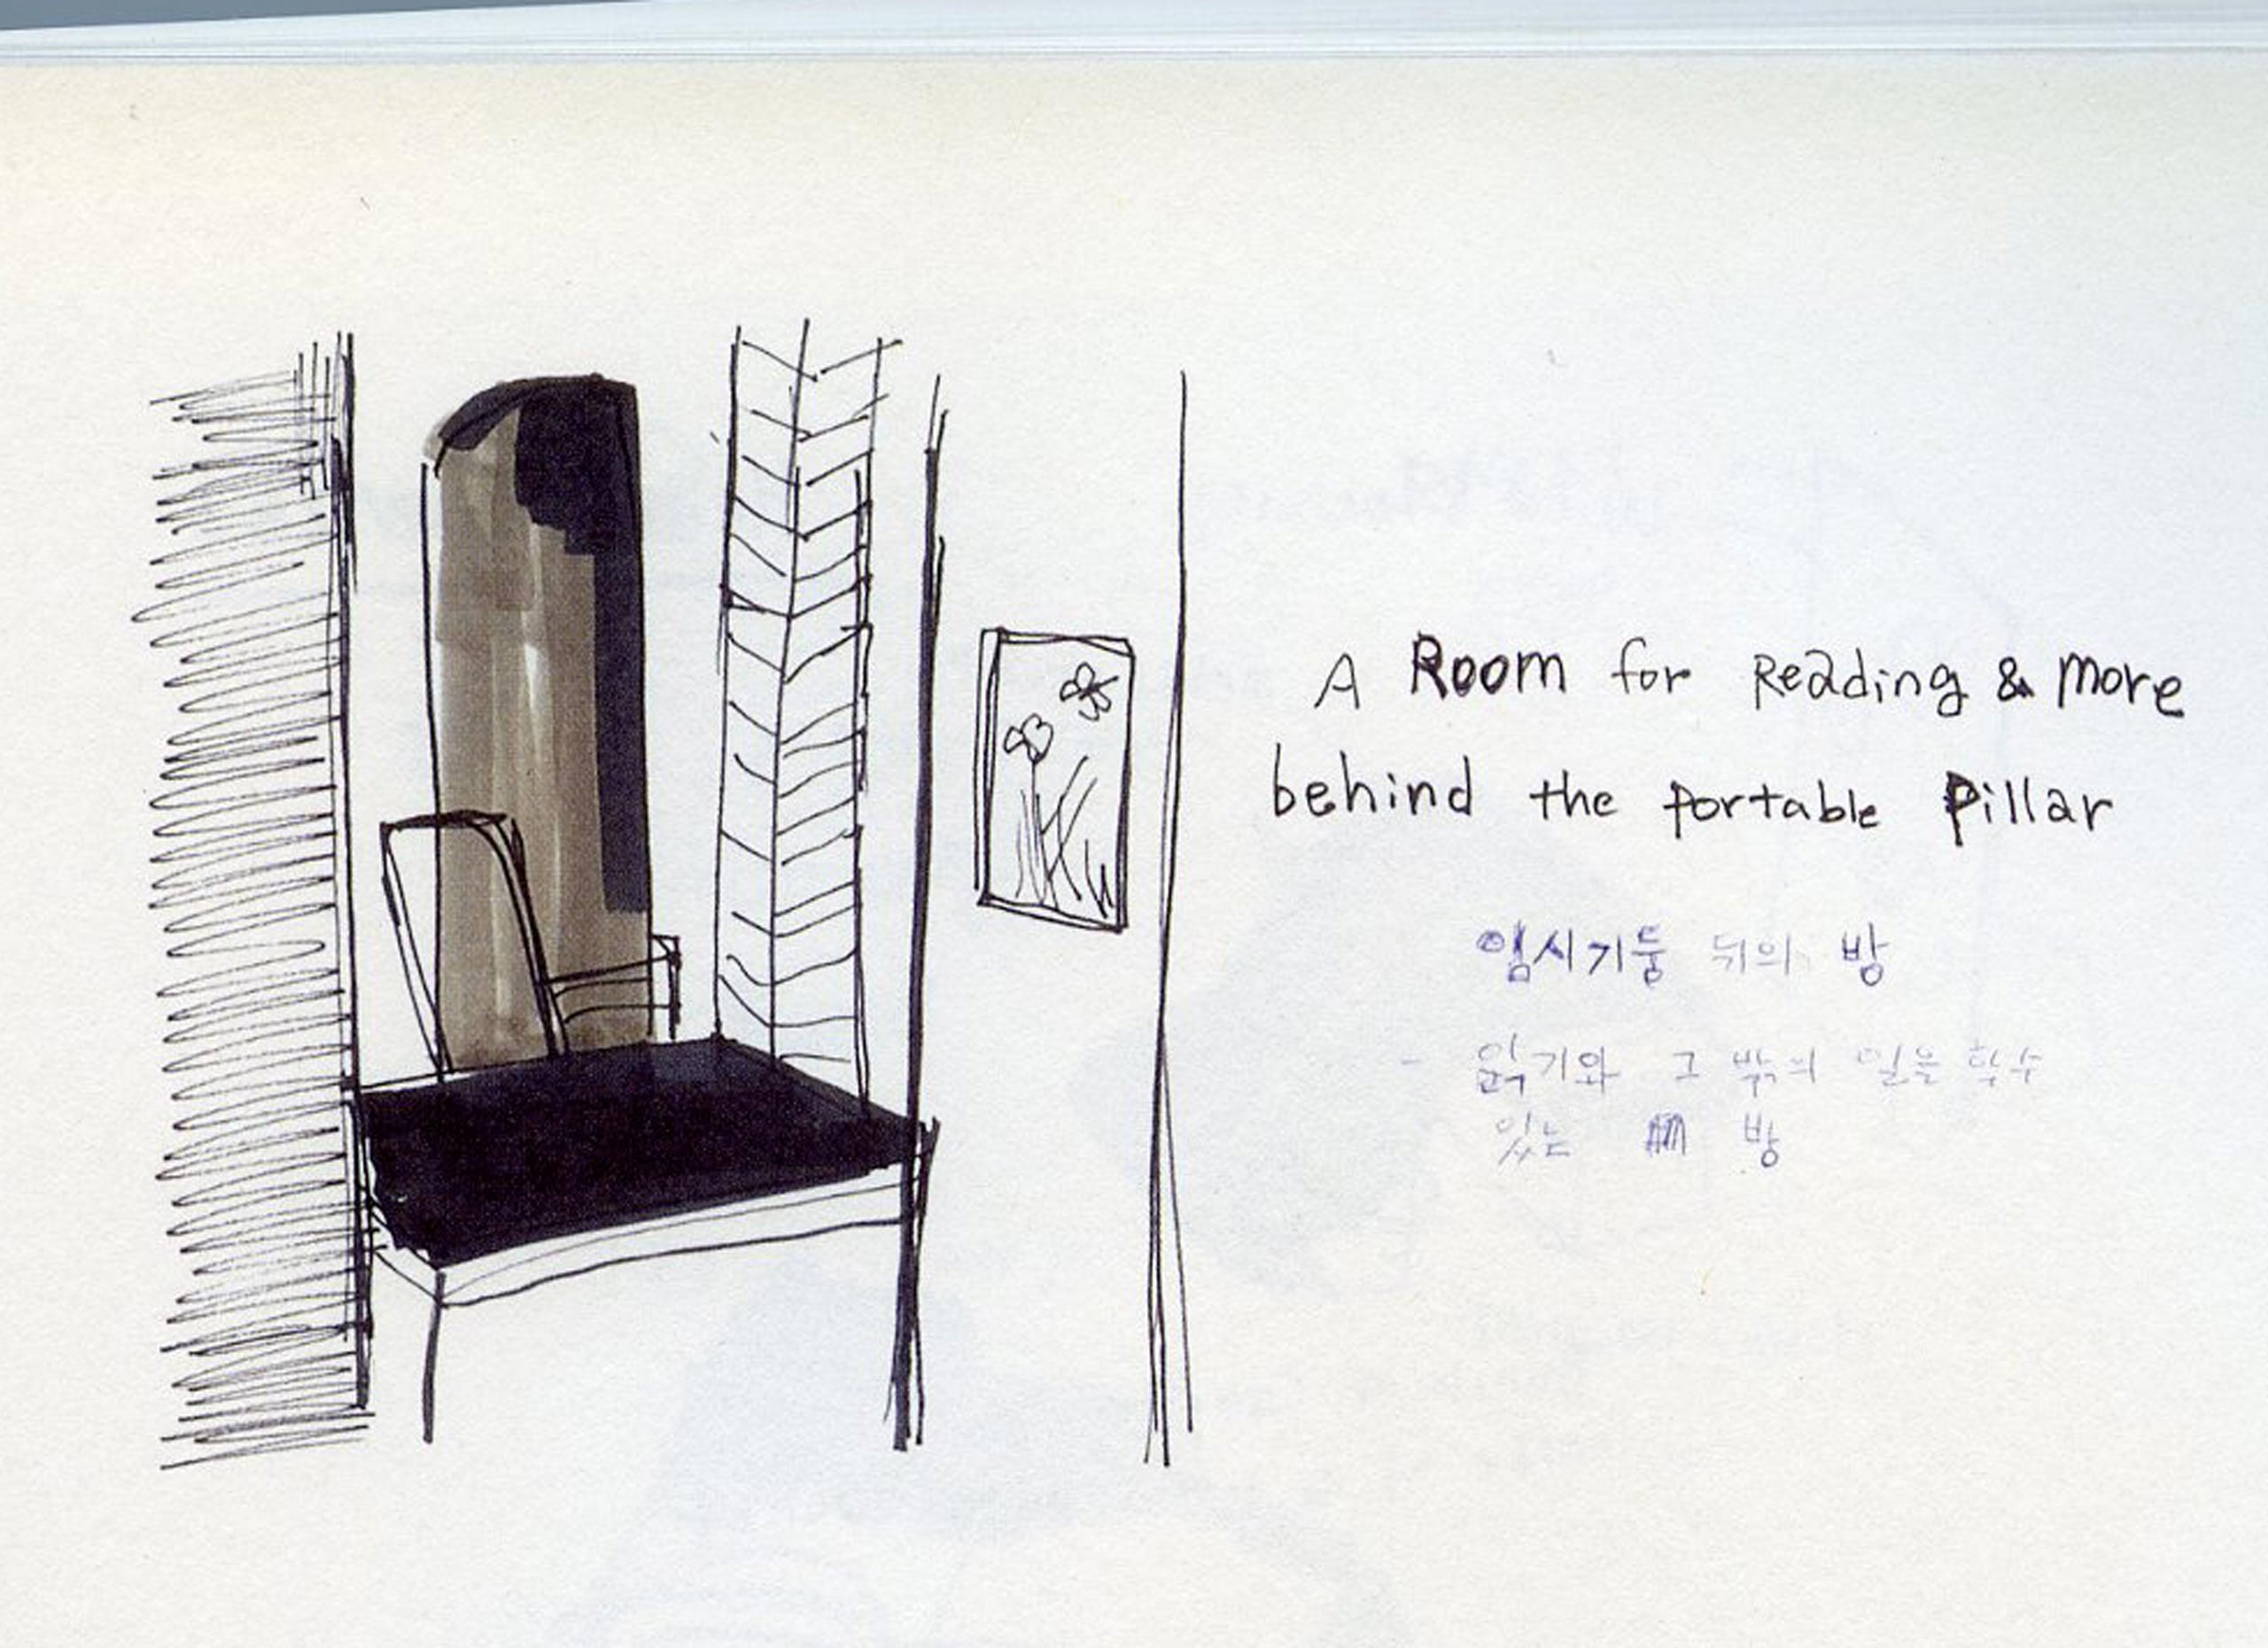 A Room for Reading & More
behind the portable Pillar
임시기둥 뒤의 방
- 읽기와 그 밖의 일을 할 수
있는 방